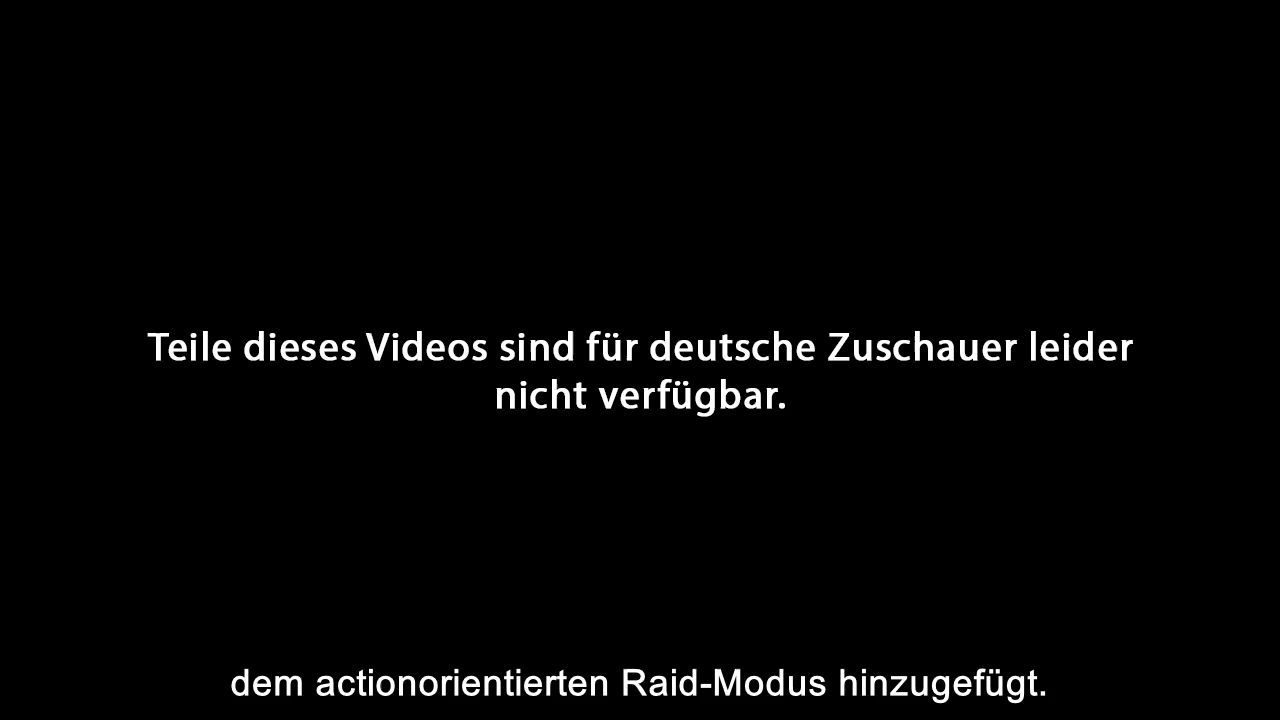 Teile dieses Videos sind für deutsche Zuschauer leider
nicht verfügbar.
dem actionorientierten Raid-Modus hinzugefügt.